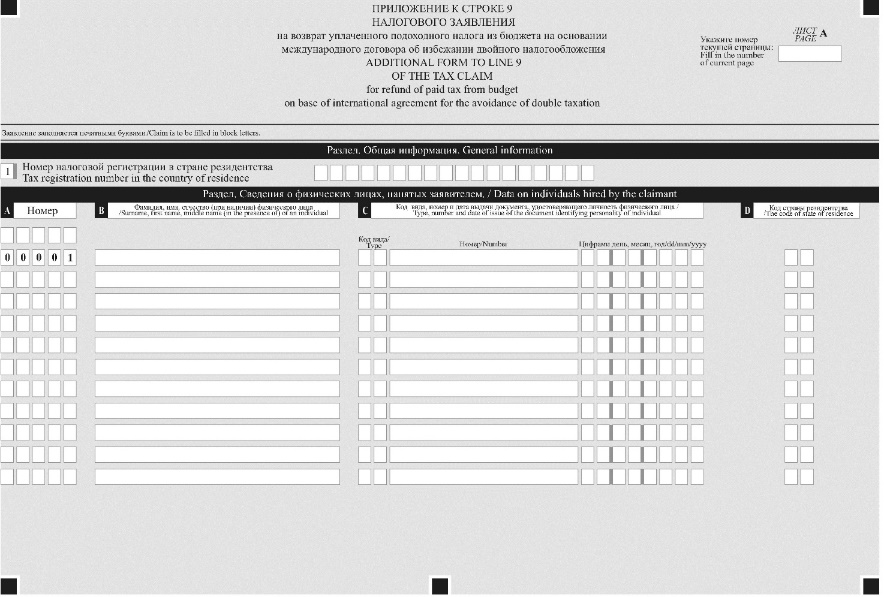 ПРИЛОЖЕНИЕ К СТРОКЕ 9
НАЛОГОВОГО ЗАЯВЛЕНИЯ
на возврат уплаченного подоходного налога из бюджета на основании
международного договора об избежании двойного налогообложения
ADDITIONAL FORM TO LINE 9
OF THE TAX CLAIM
for refund of paid tax from budget
on base of international agreement for the avoidance of double taxation
Укажите номер
текущей страницы:
Fill in the number
of current page
ЛИСТ
PAGE A
Заявление заполняется печатными буквами/Claim is to be filled in block letters.
Раздел. Общая информация. General information
1 Номер налоговой регистрации в стране резидентства
Tax registration number in the country of residence
Раздел. Сведения о физических лицах, нанятых заявителем. / Data on individuals hired by the claimant
A Номер
B Фамилия, имя, отчество (при наличии) физического лица
/Surname, first name, middle name (in the presence of) of an individual
C Код вида, номер и дата выдачи документа, удостоверяющего личность физического лица /
Type, number and date of issue of the document identifying personality of individual
D Код страны резидентства
/The code of state of residence
Код вида/
Type
Номер/Number
Цифрами день, месяц, год/dd/mm/yyyy
0 0 0 0 1